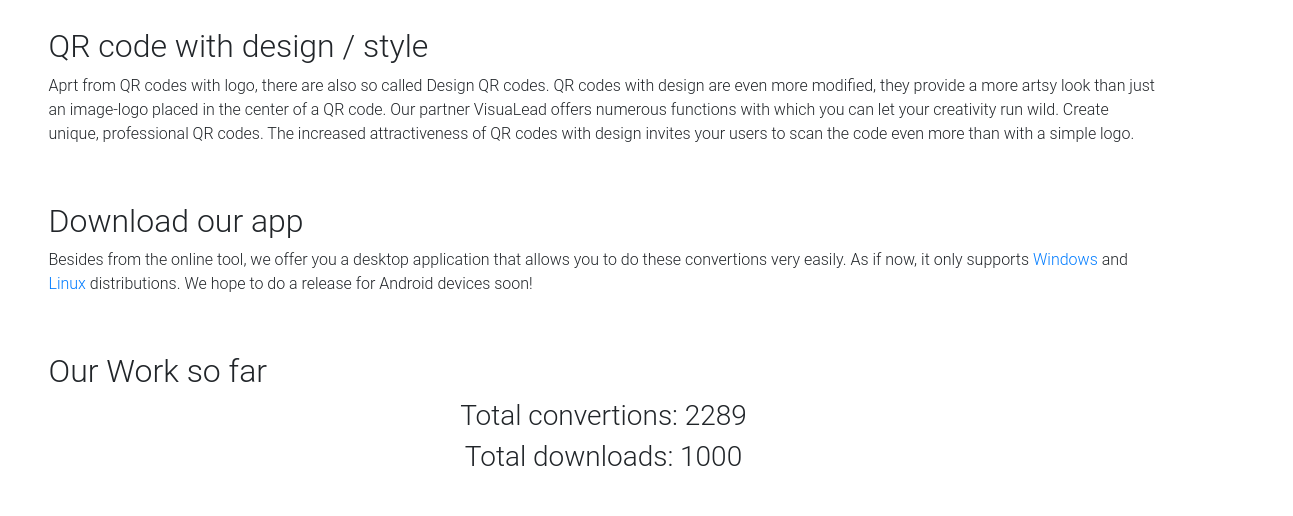 QR code with design / style
Aprt from QR codes with logo, there are also so called Design QR codes. QR codes with design are even more modified, they provide a more artsy look than just
an image-logo placed in the center of a QR code. Our partner VisuaLead offers numerous functions with which you can let your creativity run wild. Create
unique, professional QR codes. The increased attractiveness of QR codes with design invites your users to scan the code even more than with a simple logo.
Download our app
Besides from the online tool, we offer you a desktop application that allows you to do these convertions very easily. As if now, it only supports Windows and
Linux distributions. We hope to do a release for Android devices soon!
Our Work so far
Total convertions: 2289
Total downloads: 1000